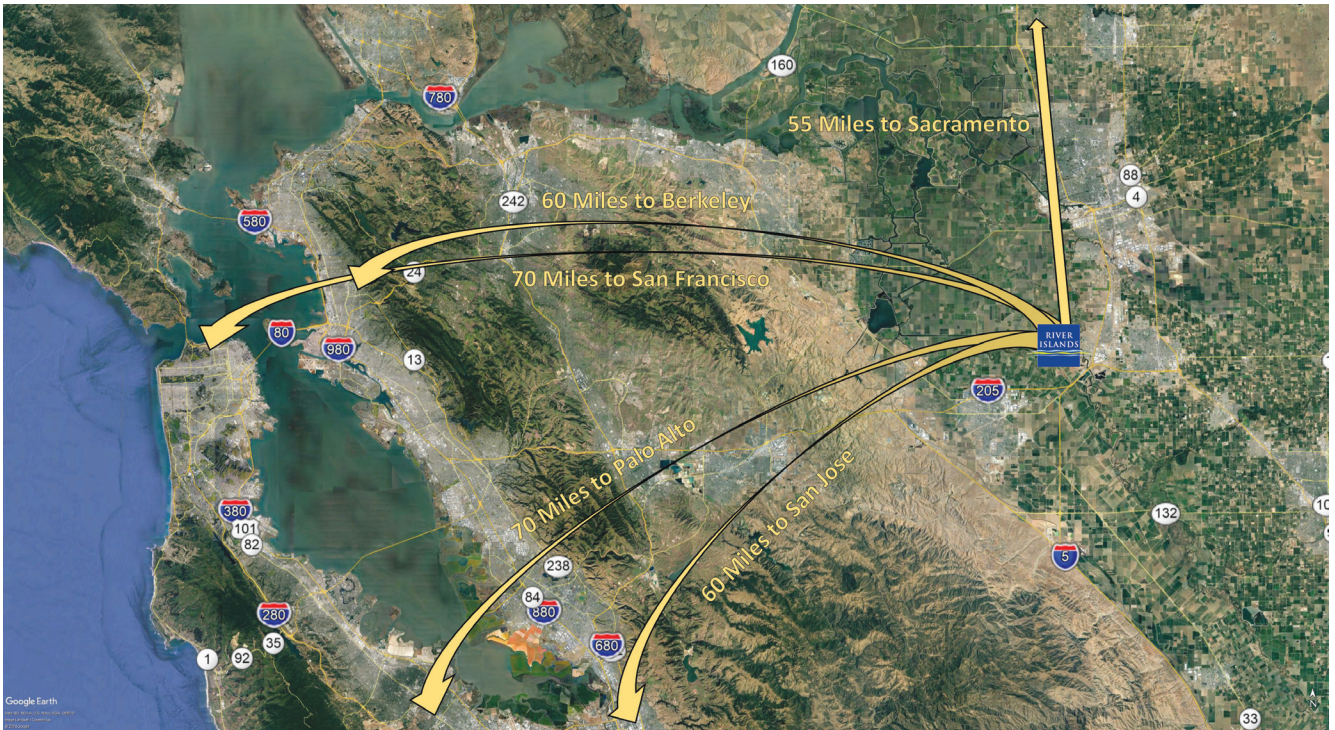 780
160
55 Miles to Sacramento
88
4
242
60 Miles to Berkeley
580
24
70 Miles to San Francisco
80
980
13
RIVER
ISLANDS
205
70 Miles to Palo Alto
60 Miles to San Jose
380
101
82
132
5
238
84
880
280
35
680
1
92
33
Google Earth
N